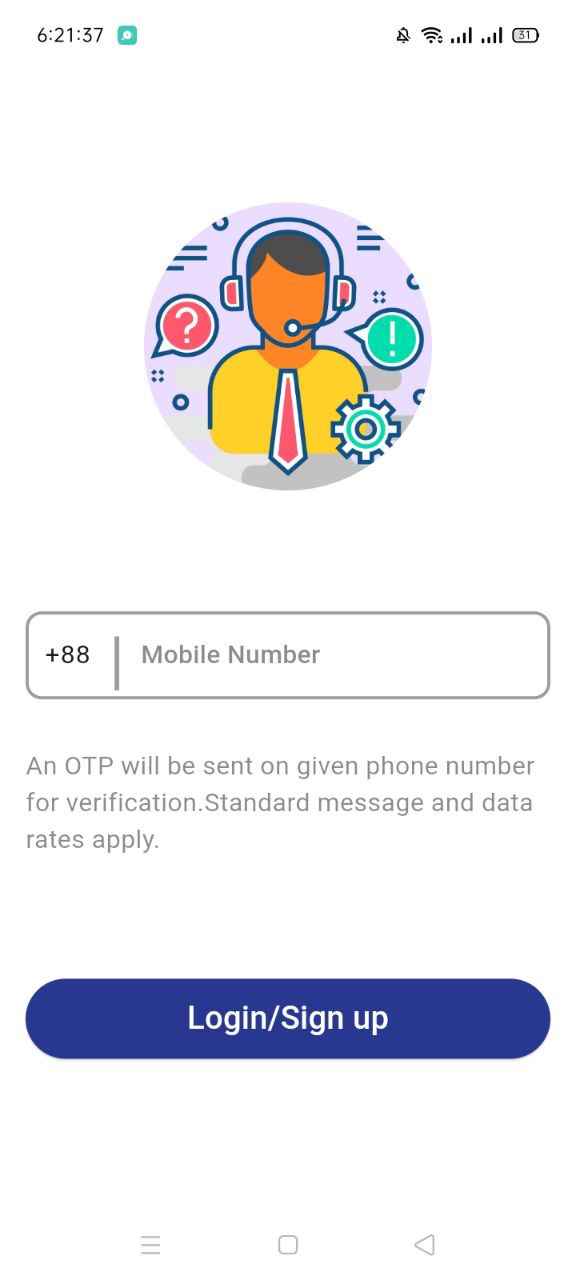 6:21:37
31
+88 Mobile Number
An OTP will be sent on given phone number
for verification.Standard message and data
rates apply.
Login/Sign up